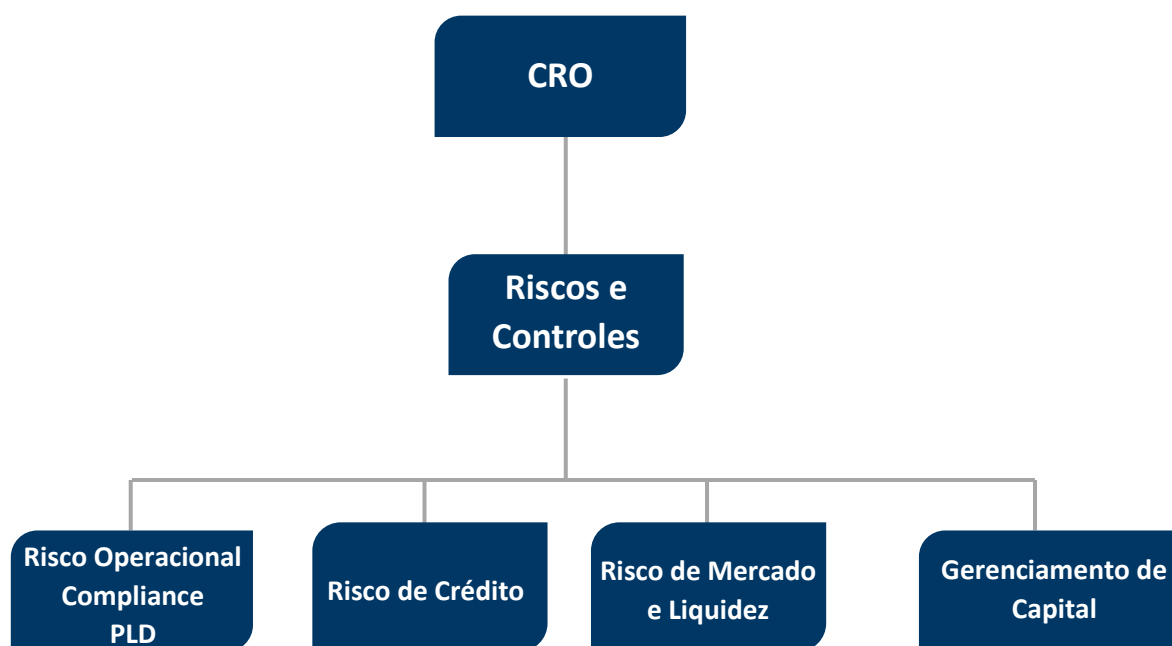 CRO
Riscos e
Controles
Risco Operacional
Compliance
PLD
Risco de Crédito
Risco de Mercado
e Liquidez
Gerenciamento de
Capital